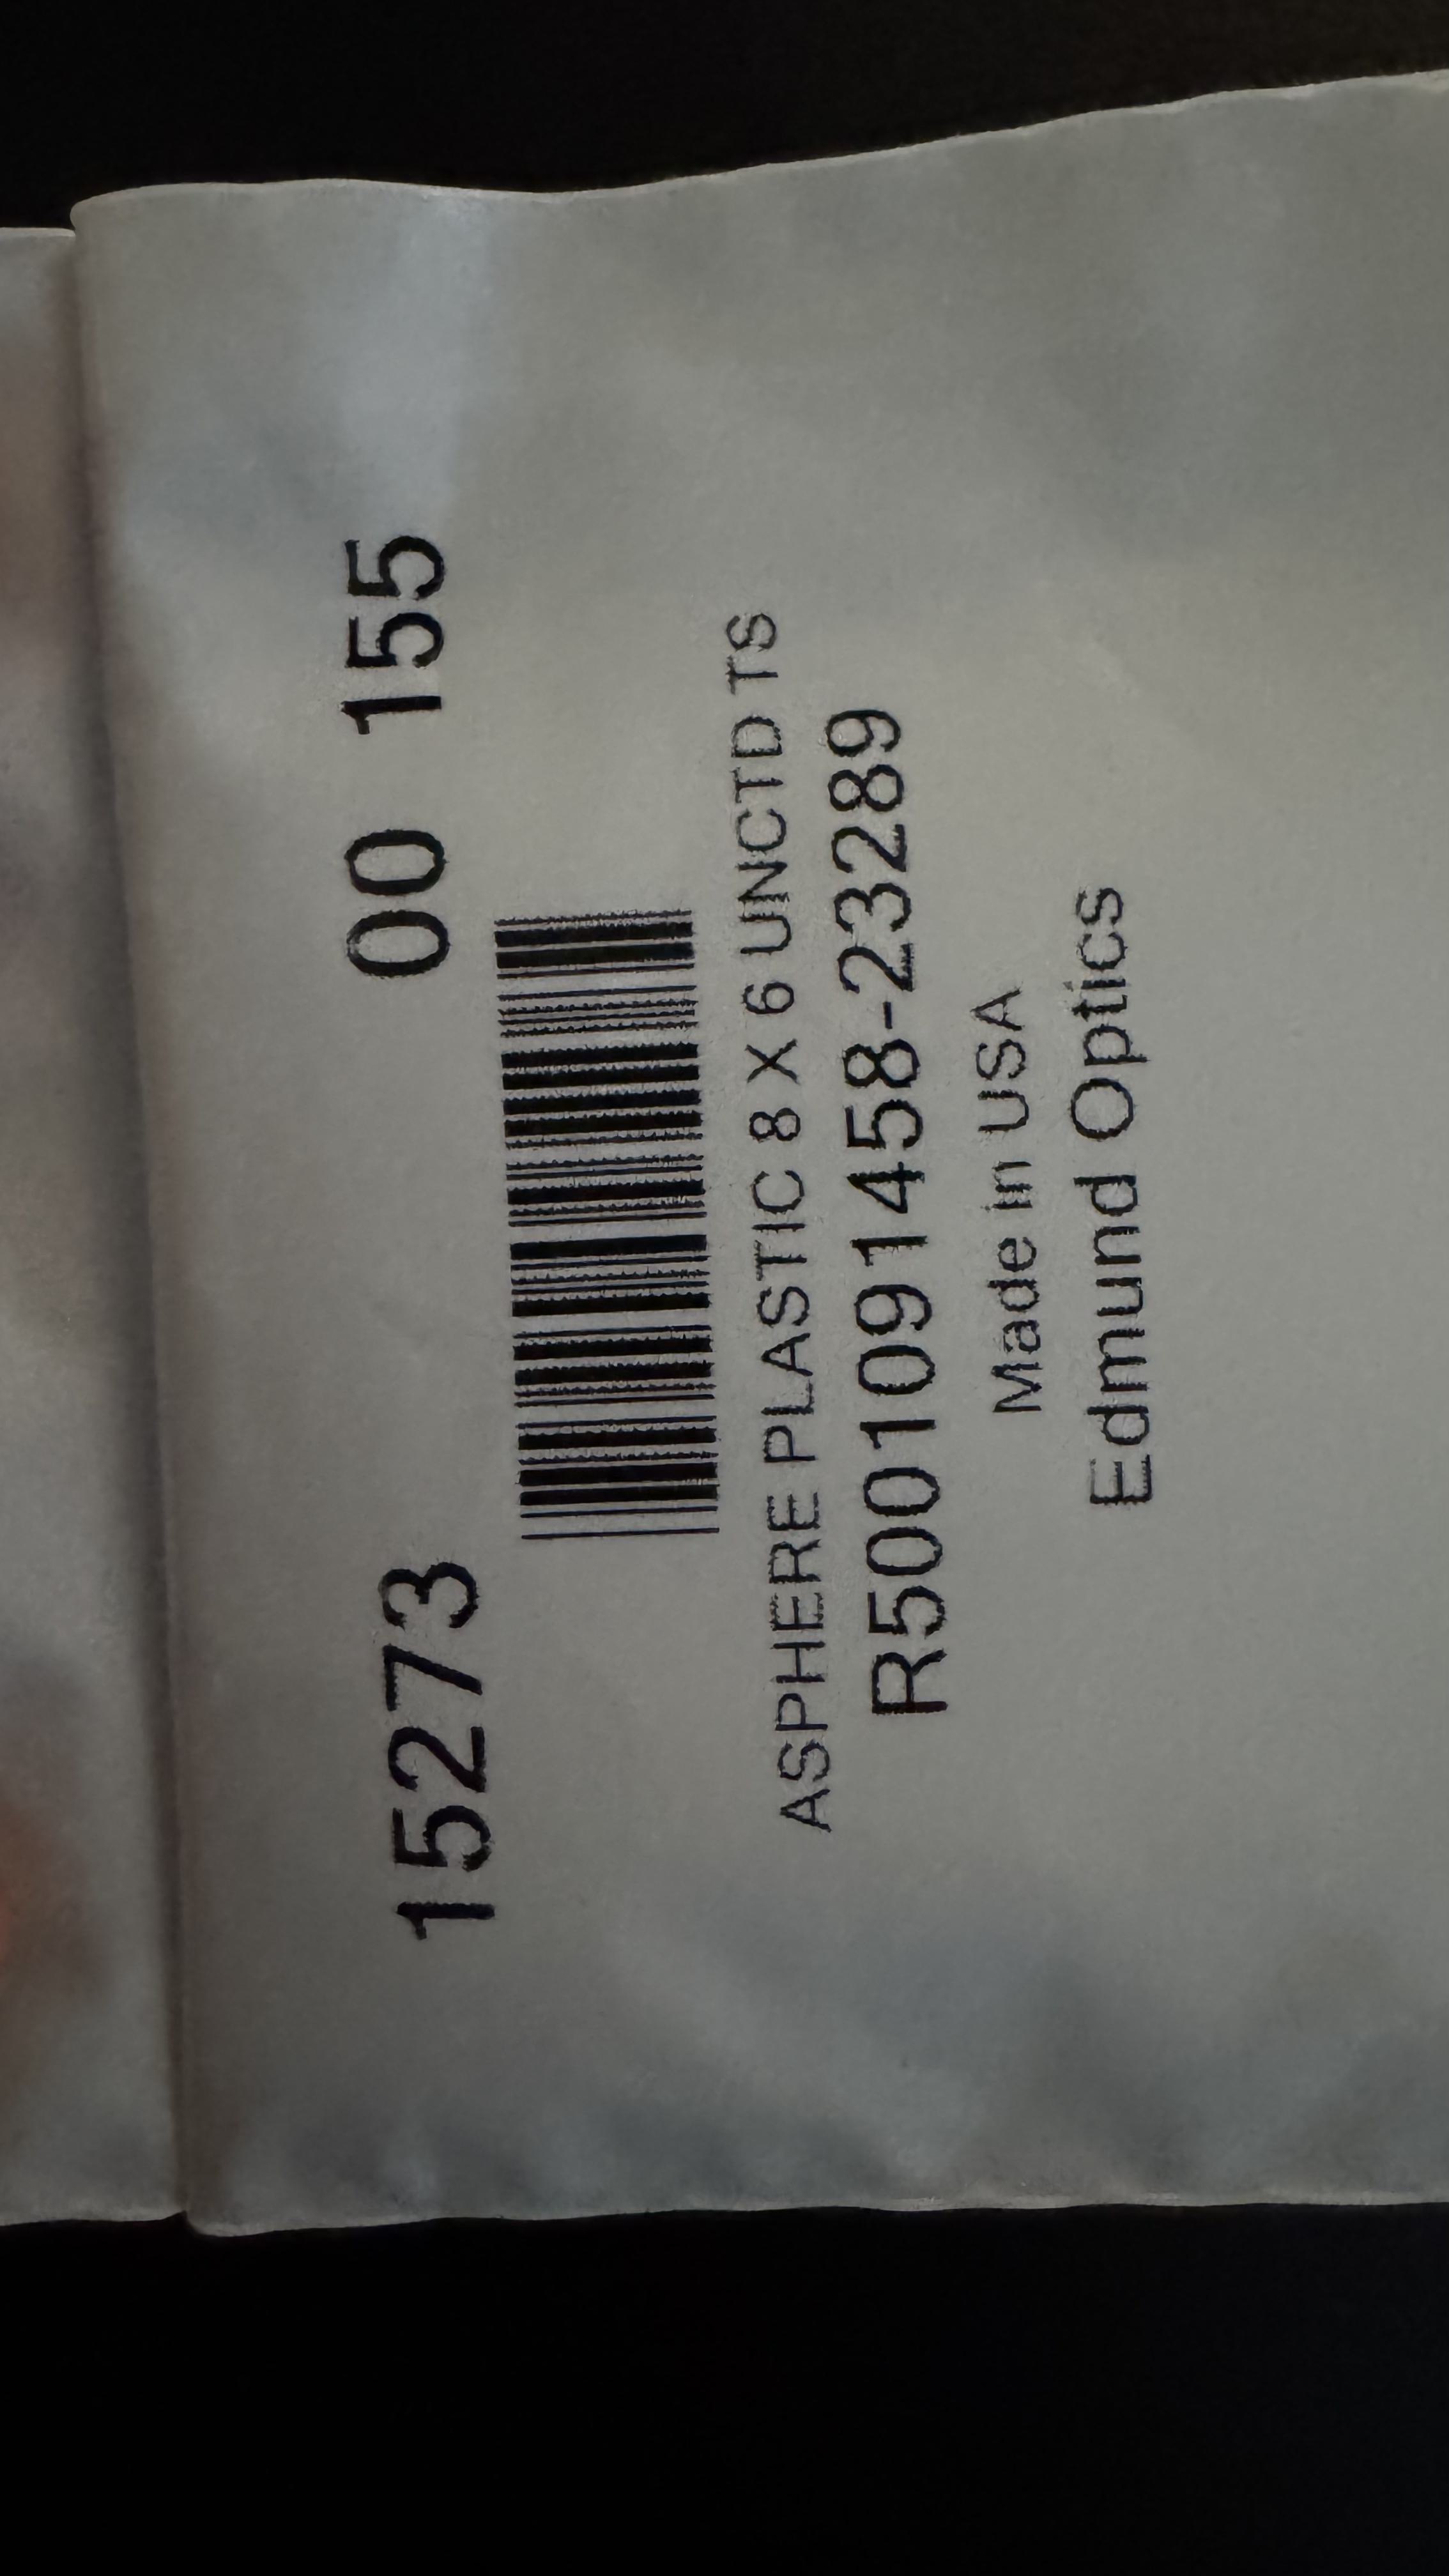 15273 00 155
ASPHERE PLASTIC 8 X 6 UNCTD TS
R5001091458-23289
Made in USA
Edmund Optics